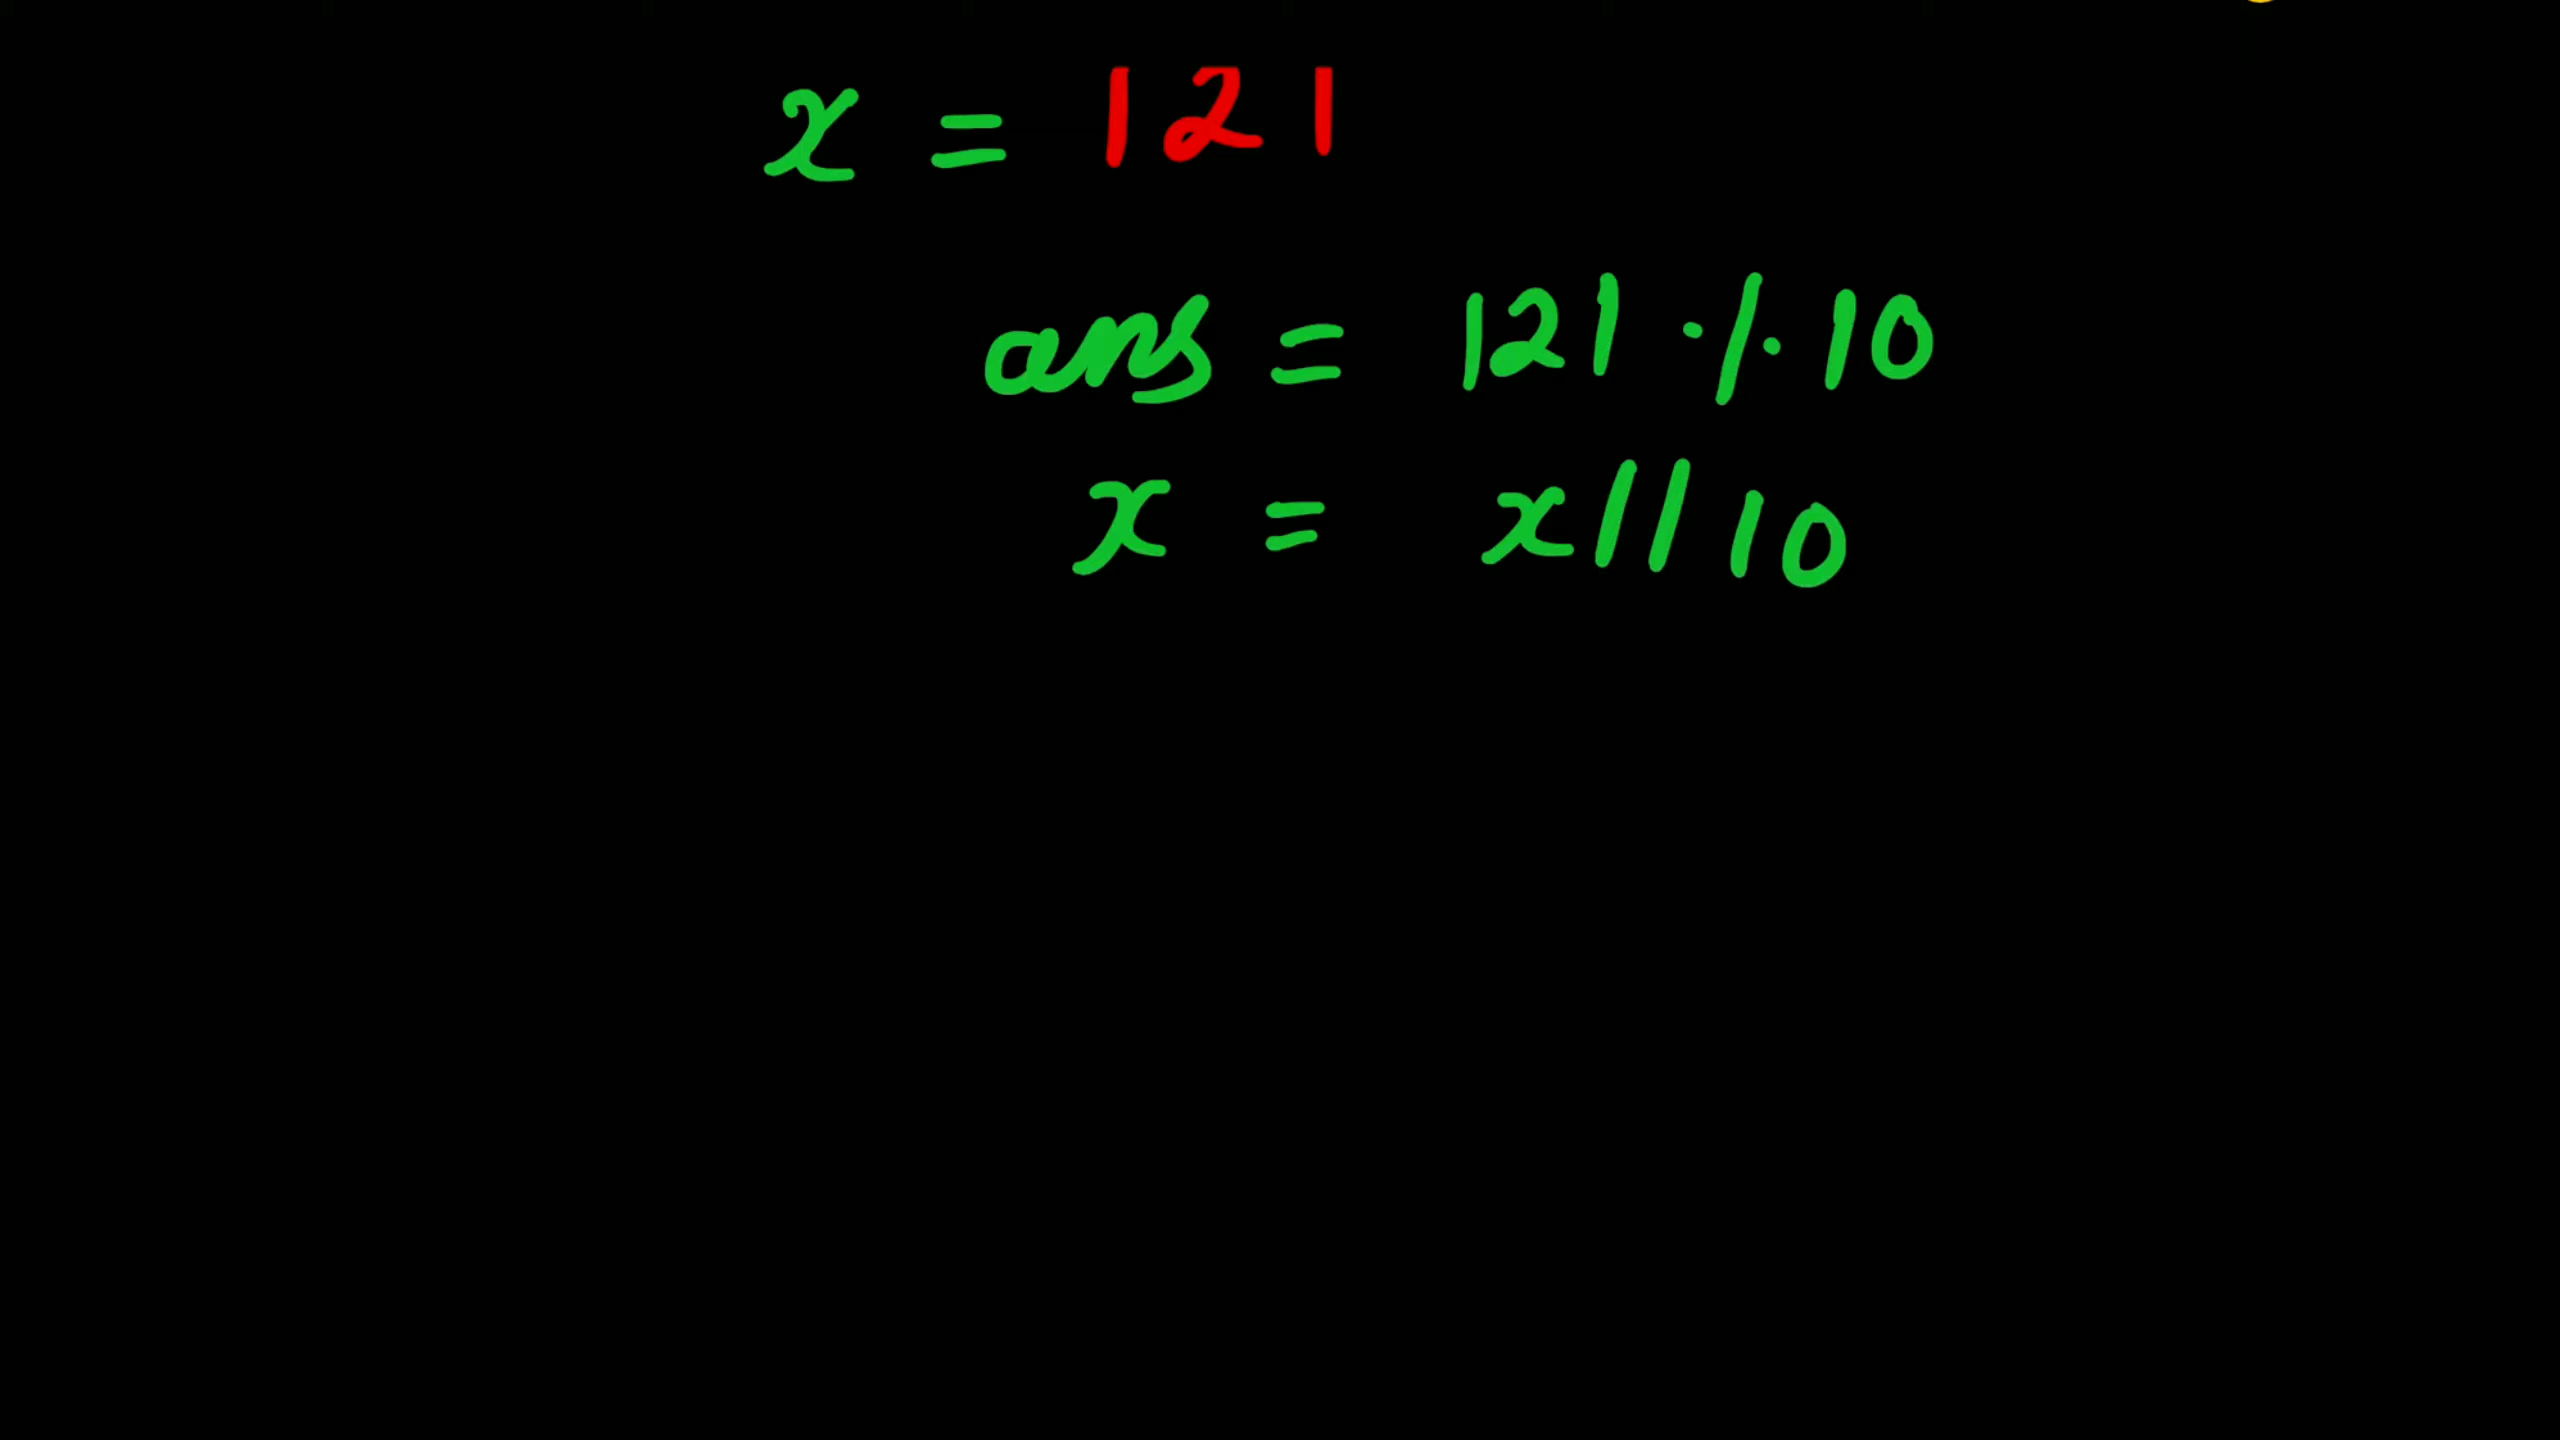 x = 121
ans = 121 % 10
x = x // 10